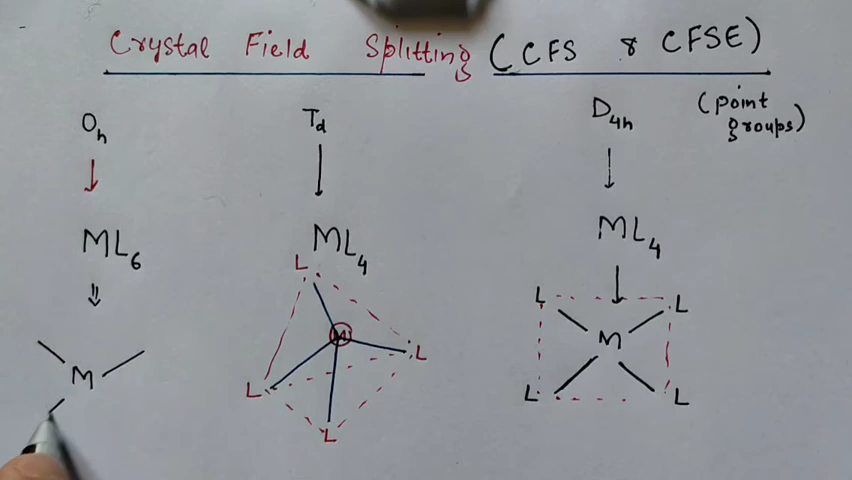 Crystal Field Splitting (CFS & CFSE)
Oh Td D4h (point groups)
ML6 ML4 ML4
M
L
M
L
L
L
L L
M
L L